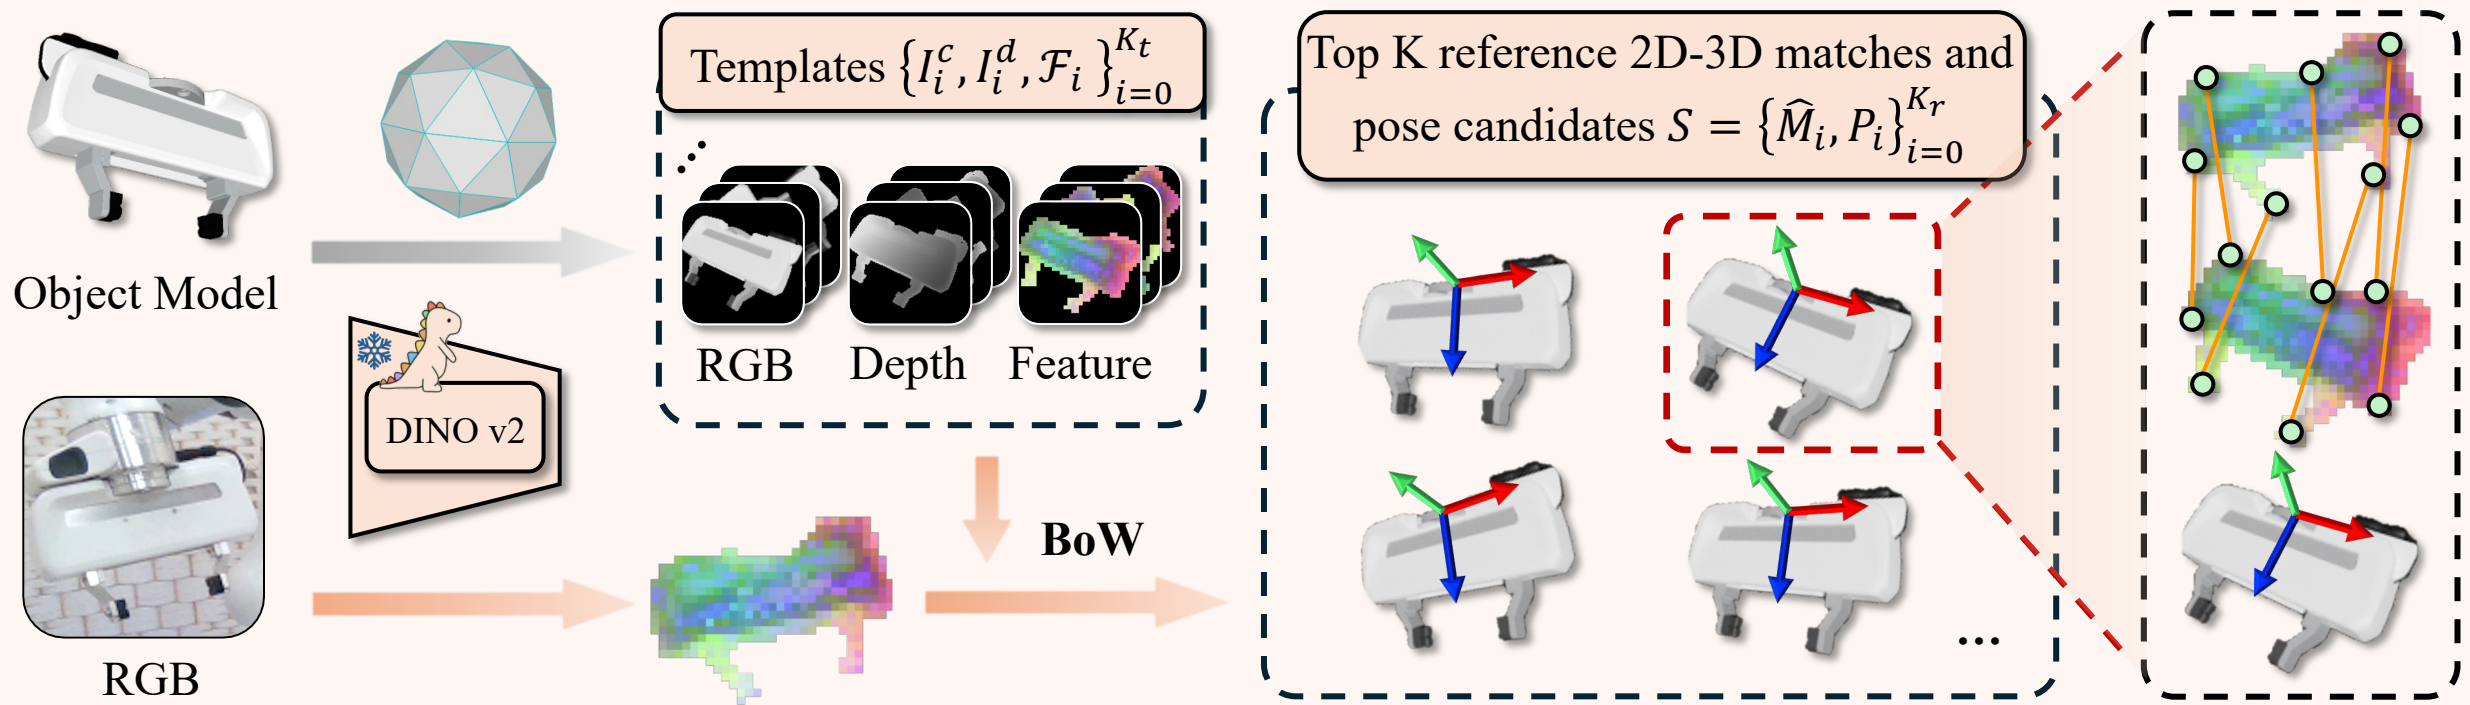 Object Model
RGB
DINO v2
Templates {I_i^c, I_i^d, ℱ_i}_{i=0}^{K_t}
...
RGB Depth Feature
BoW
Top K reference 2D-3D matches and
pose candidates S = {M̂_i, P_i}_{i=0}^{K_r}
...